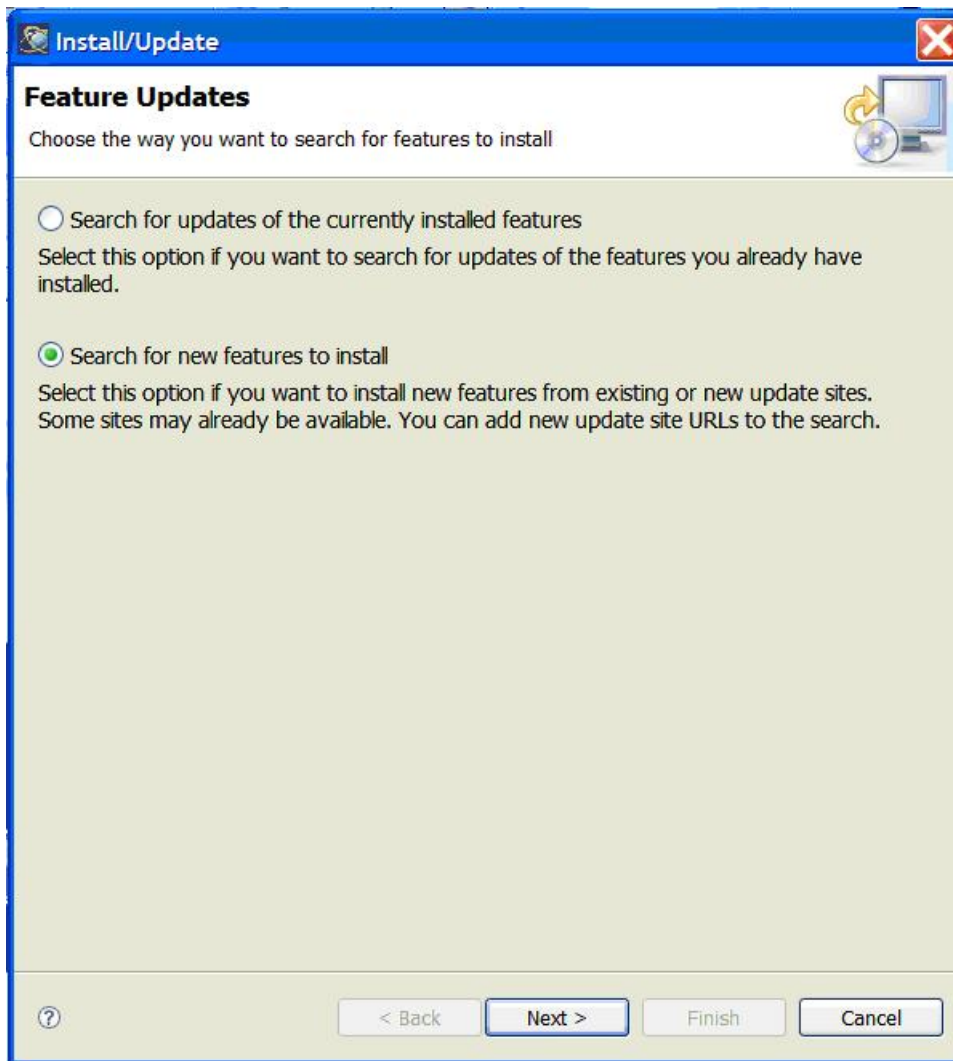 Install/Update
Feature Updates
Choose the way you want to search for features to install
Search for updates of the currently installed features
Select this option if you want to search for updates of the features you already have
installed.
Search for new features to install
Select this option if you want to install new features from existing or new update sites.
Some sites may already be available. You can add new update site URLs to the search.
? < Back Next > Finish Cancel